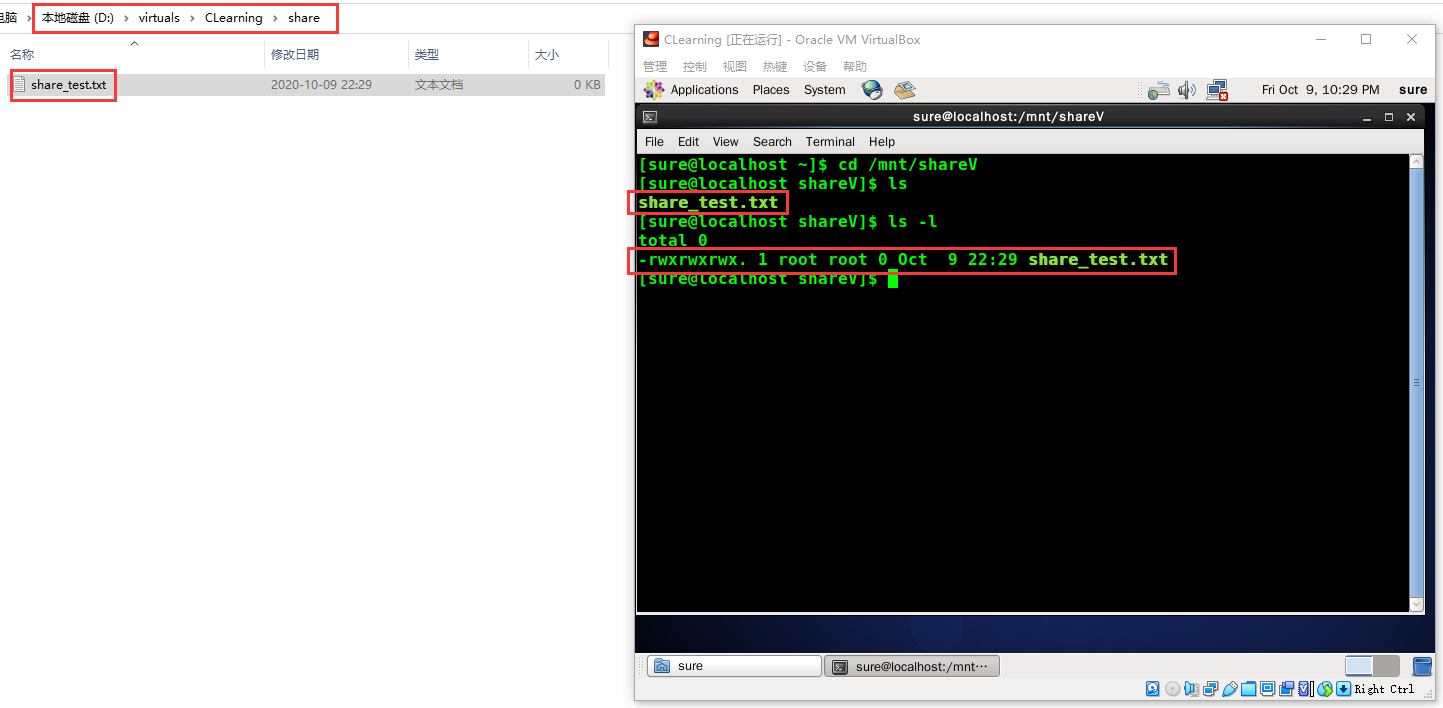 电脑 › 本地磁盘 (D:) › virtuals › CLearning › share
名称 修改日期 类型 大小
share_test.txt 2020-10-09 22:29 文本文档 0 KB
CLearning [正在运行] - Oracle VM VirtualBox
管理 控制 视图 热键 设备 帮助
Applications Places System Fri Oct 9, 10:29 PM sure
sure@localhost:/mnt/shareV
File Edit View Search Terminal Help
[sure@localhost ~]$ cd /mnt/shareV
[sure@localhost shareV]$ ls
share_test.txt
[sure@localhost shareV]$ ls -l
total 0
-rwxrwxrwx. 1 root root 0 Oct  9 22:29 share_test.txt
[sure@localhost shareV]$
sure sure@localhost:/mnt…
Right Ctrl